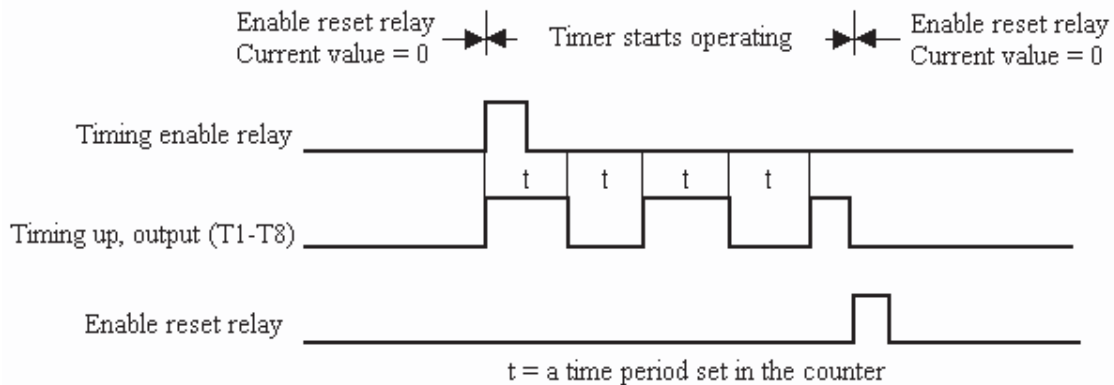 Enable reset relay
Current value = 0
Timer starts operating
Enable reset relay
Current value = 0
Timing enable relay
t
t
t
t
Timing up, output (T1-T8)
Enable reset relay
t = a time period set in the counter